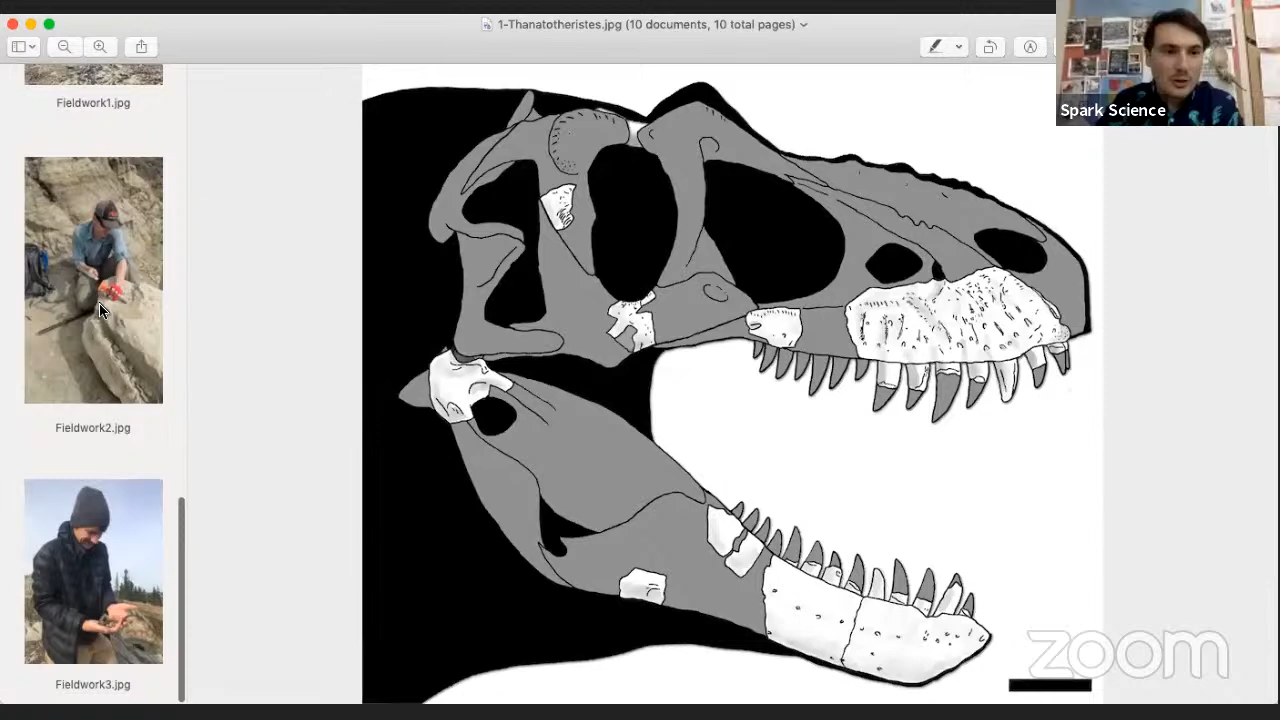 1-Thanatotheristes.jpg (10 documents, 10 total pages)
Spark Science
Fieldwork1.jpg
Fieldwork2.jpg
Fieldwork3.jpg
zoom